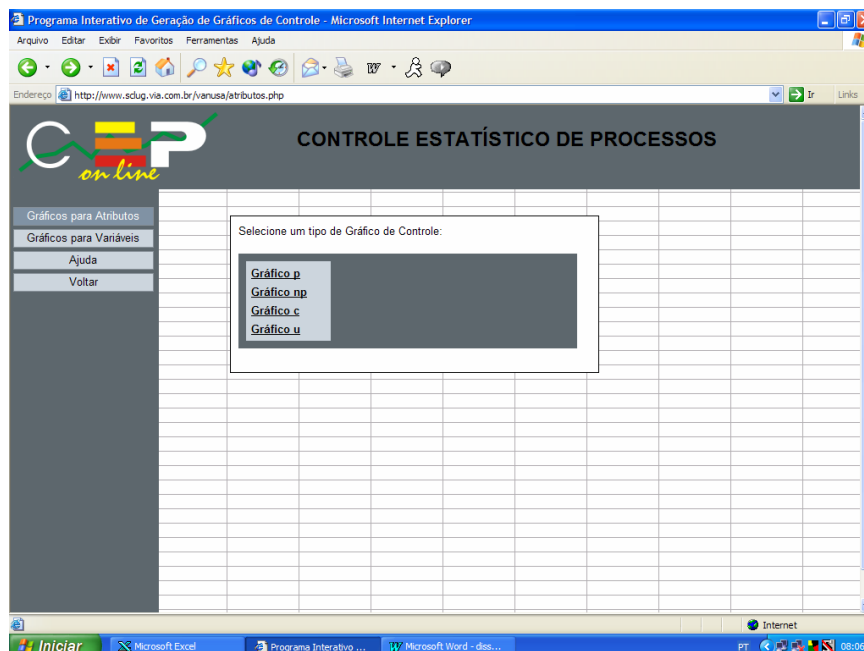 Programa Interativo de Geração de Gráficos de Controle - Microsoft Internet Explorer
Arquivo Editar Exibir Favoritos Ferramentas Ajuda
Endereço http://www.sclug.via.com.br/vanusa/atributos.php Ir Links
CEP
on line
CONTROLE ESTATÍSTICO DE PROCESSOS
Gráficos para Atributos
Gráficos para Variáveis
Ajuda
Voltar
Selecione um tipo de Gráfico de Controle:
Gráfico p
Gráfico np
Gráfico c
Gráfico u
Internet
Iniciar Microsoft Excel Programa Interativo ... Microsoft Word - diss... PT 08:06